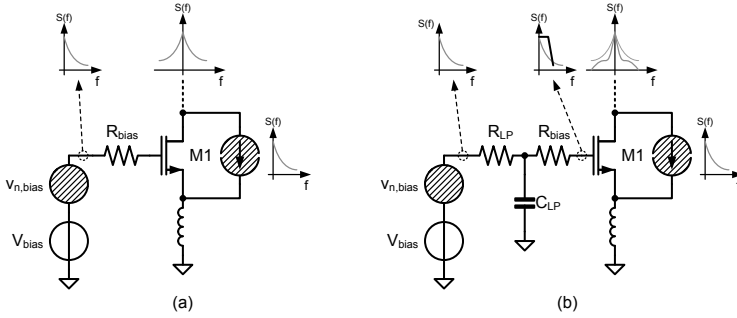 S(f)
f
S(f)
f
S(f)
f
R_bias
M1
v_n,bias
V_bias
(a)
S(f)
f
S(f)
f
S(f)
f
S(f)
R_LP
R_bias
M1
v_n,bias
C_LP
V_bias
(b)